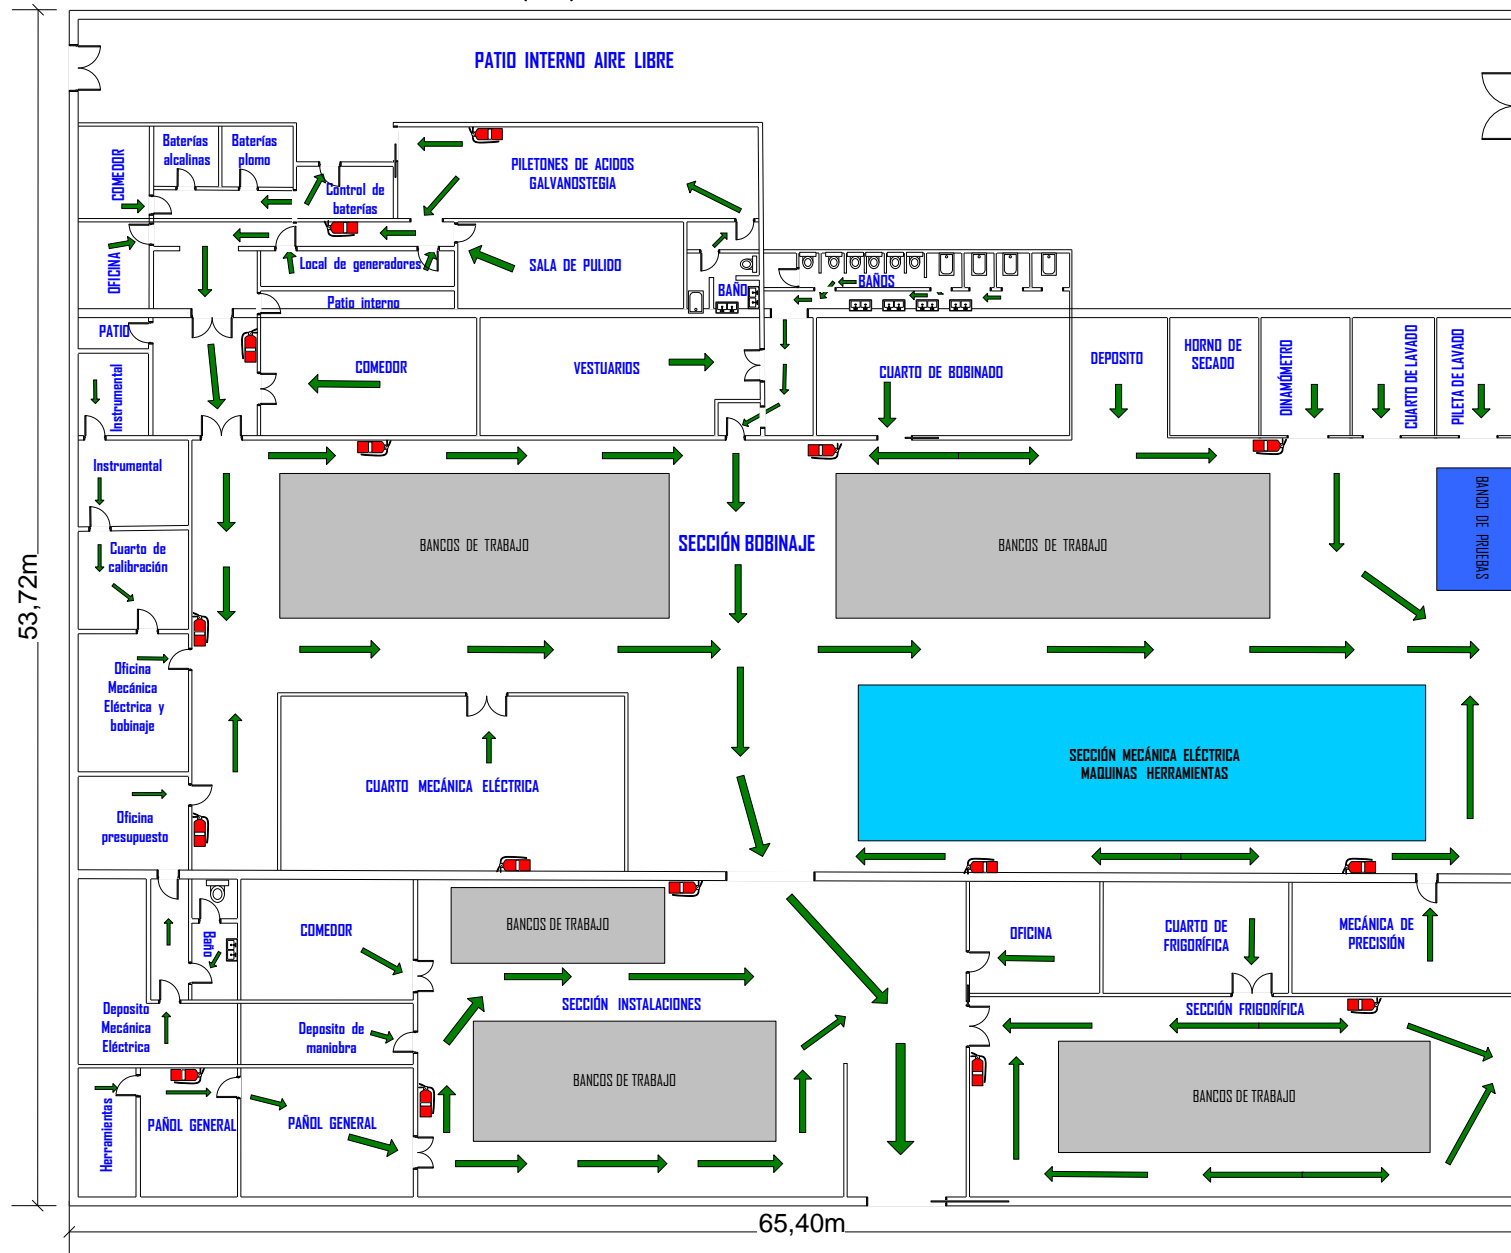 PATIO INTERNO AIRE LIBRE
COMEDOR
Baterías
alcalinas
Baterías
plomo
Control de
baterías
PILETONES DE ACIDOS
GALVANOSTEGIA
OFICINA
Local de generadores
SALA DE PULIDO
BAÑO
BAÑOS
Patio interno
PATIO
Instrumental
COMEDOR
VESTUARIOS
CUARTO DE BOBINADO
DEPOSITO
HORNO DE
SECADO
DINAMÓMETRO
CUARTO DE LAVADO
PILETA DE LAVADO
Instrumental
Cuarto de
calibración
BANCOS DE TRABAJO
SECCIÓN BOBINAJE
BANCOS DE TRABAJO
BANCO DE PRUEBAS
53,72m
Oficina
Mecánica
Eléctrica y
bobinaje
Oficina
presupuesto
CUARTO MECÁNICA ELÉCTRICA
SECCIÓN MECÁNICA ELÉCTRICA
MAQUINAS HERRAMIENTAS
Baño
COMEDOR
BANCOS DE TRABAJO
OFICINA
CUARTO DE
FRIGORÍFICA
MECÁNICA DE
PRECISIÓN
Deposito
Mecánica
Eléctrica
Deposito de
maniobra
SECCIÓN INSTALACIONES
SECCIÓN FRIGORÍFICA
BANCOS DE TRABAJO
BANCOS DE TRABAJO
Herramientas
PAÑOL GENERAL
PAÑOL GENERAL
65,40m